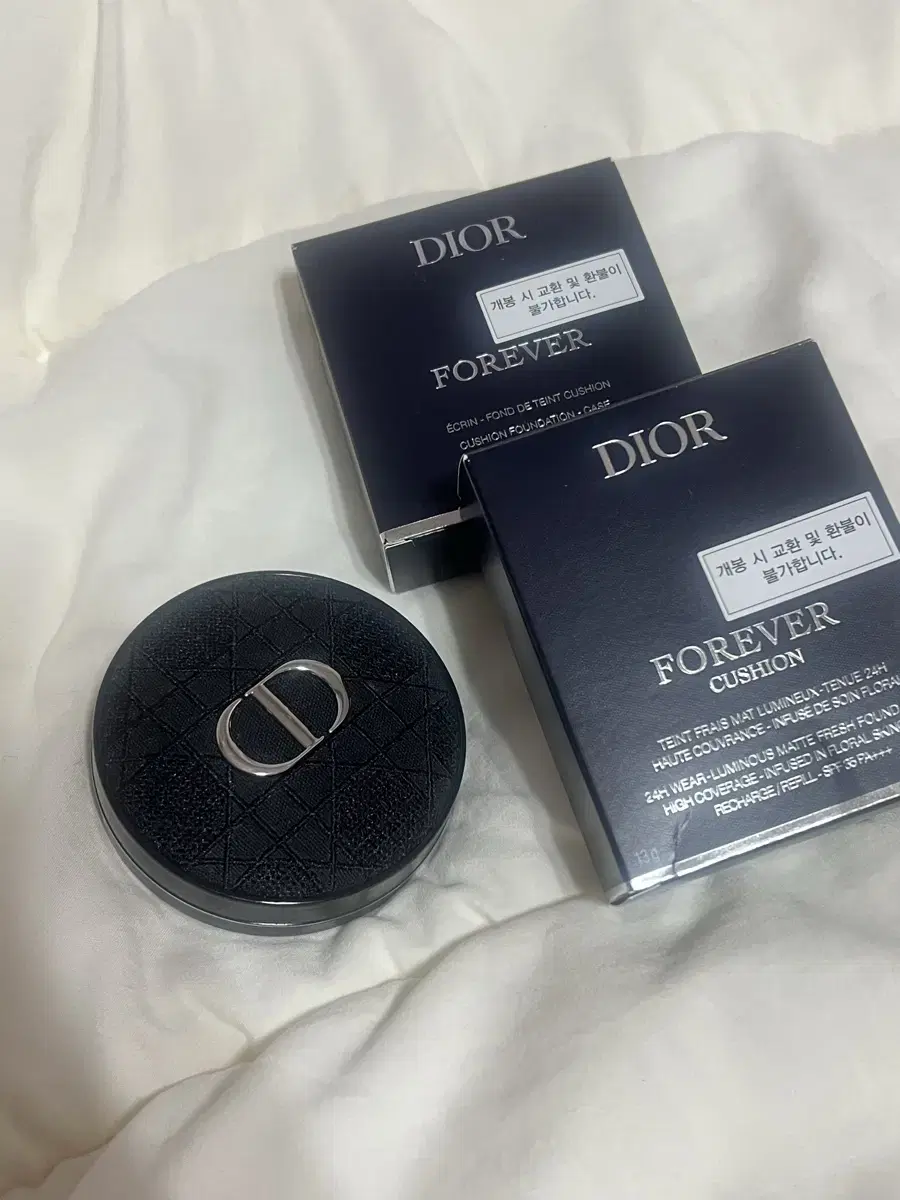 DIOR
개봉 시 교환 및 환불이
불가합니다.
FOREVER
ÉCRIN - FOND DE TEINT CUSHION
CUSHION FOUNDATION - CASE
DIOR
개봉 시 교환 및 환불이
불가합니다.
FOREVER
CUSHION
TEINT FRAIS MAT LUMINEUX - TENUE 24H
HAUTE COUVRANCE - INFUSÉ DE SOIN FLORAL
24H WEAR - LUMINOUS MATTE FRESH FOUND
HIGH COVERAGE - INFUSED IN FLORAL
RECHARGE / REFILL - SPF 35 PA+++
13 g
CD